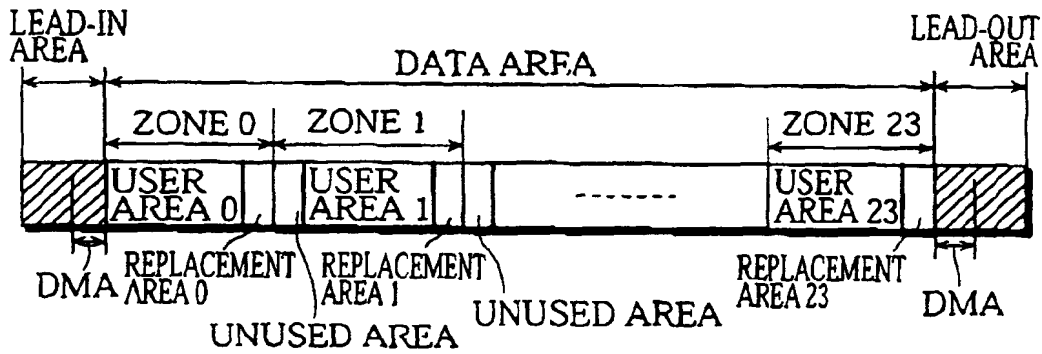 LEAD-IN
AREA
LEAD-OUT
AREA
DATA AREA
ZONE 0
ZONE 1
ZONE 23
USER
AREA 0
USER
AREA 1
USER
AREA 23
DMA
REPLACEMENT
AREA 0
REPLACEMENT
AREA 1
REPLACEMENT
AREA 23
DMA
UNUSED AREA
UNUSED AREA